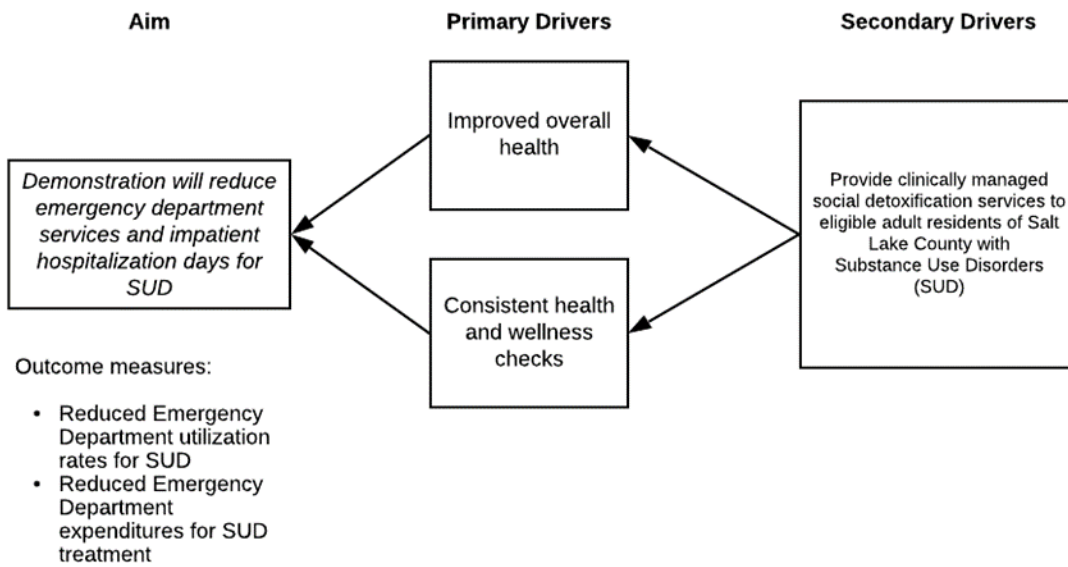 Aim
Primary Drivers
Secondary Drivers
Demonstration will reduce
emergency department
services and impatient
hospitalization days for
SUD
Improved overall
health
Consistent health
and wellness
checks
Provide clinically managed
social detoxification services to
eligible adult residents of Salt
Lake County with
Substance Use Disorders
(SUD)
Outcome measures:
• Reduced Emergency
Department utilization
rates for SUD
• Reduced Emergency
Department
expenditures for SUD
treatment